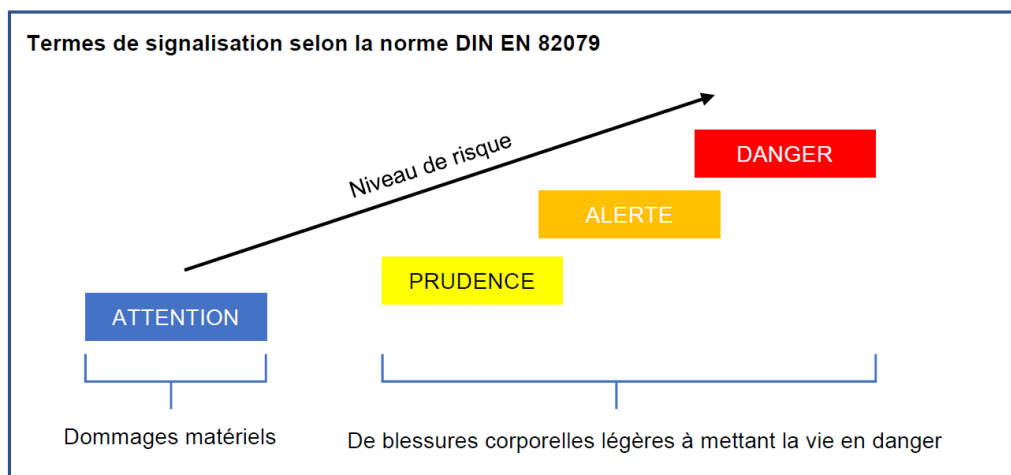 Termes de signalisation selon la norme DIN EN 82079
Niveau de risque
DANGER
ALERTE
PRUDENCE
ATTENTION
Dommages matériels
De blessures corporelles légères à mettant la vie en danger